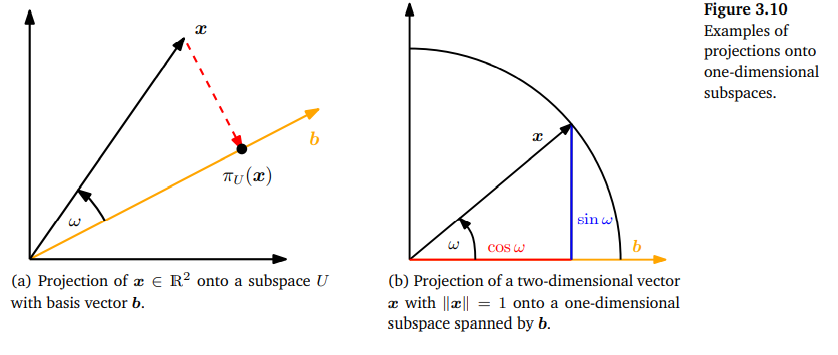 x
b
π_U(x)
ω
(a) Projection of x ∈ ℝ² onto a subspace U
with basis vector b.
x
sin ω
ω
cos ω
b
(b) Projection of a two-dimensional vector
x with ‖x‖ = 1 onto a one-dimensional
subspace spanned by b.
Figure 3.10
Examples of
projections onto
one-dimensional
subspaces.